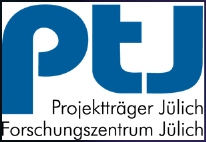 ptJ
Projektträger Jülich
Forschungszentrum Jülich